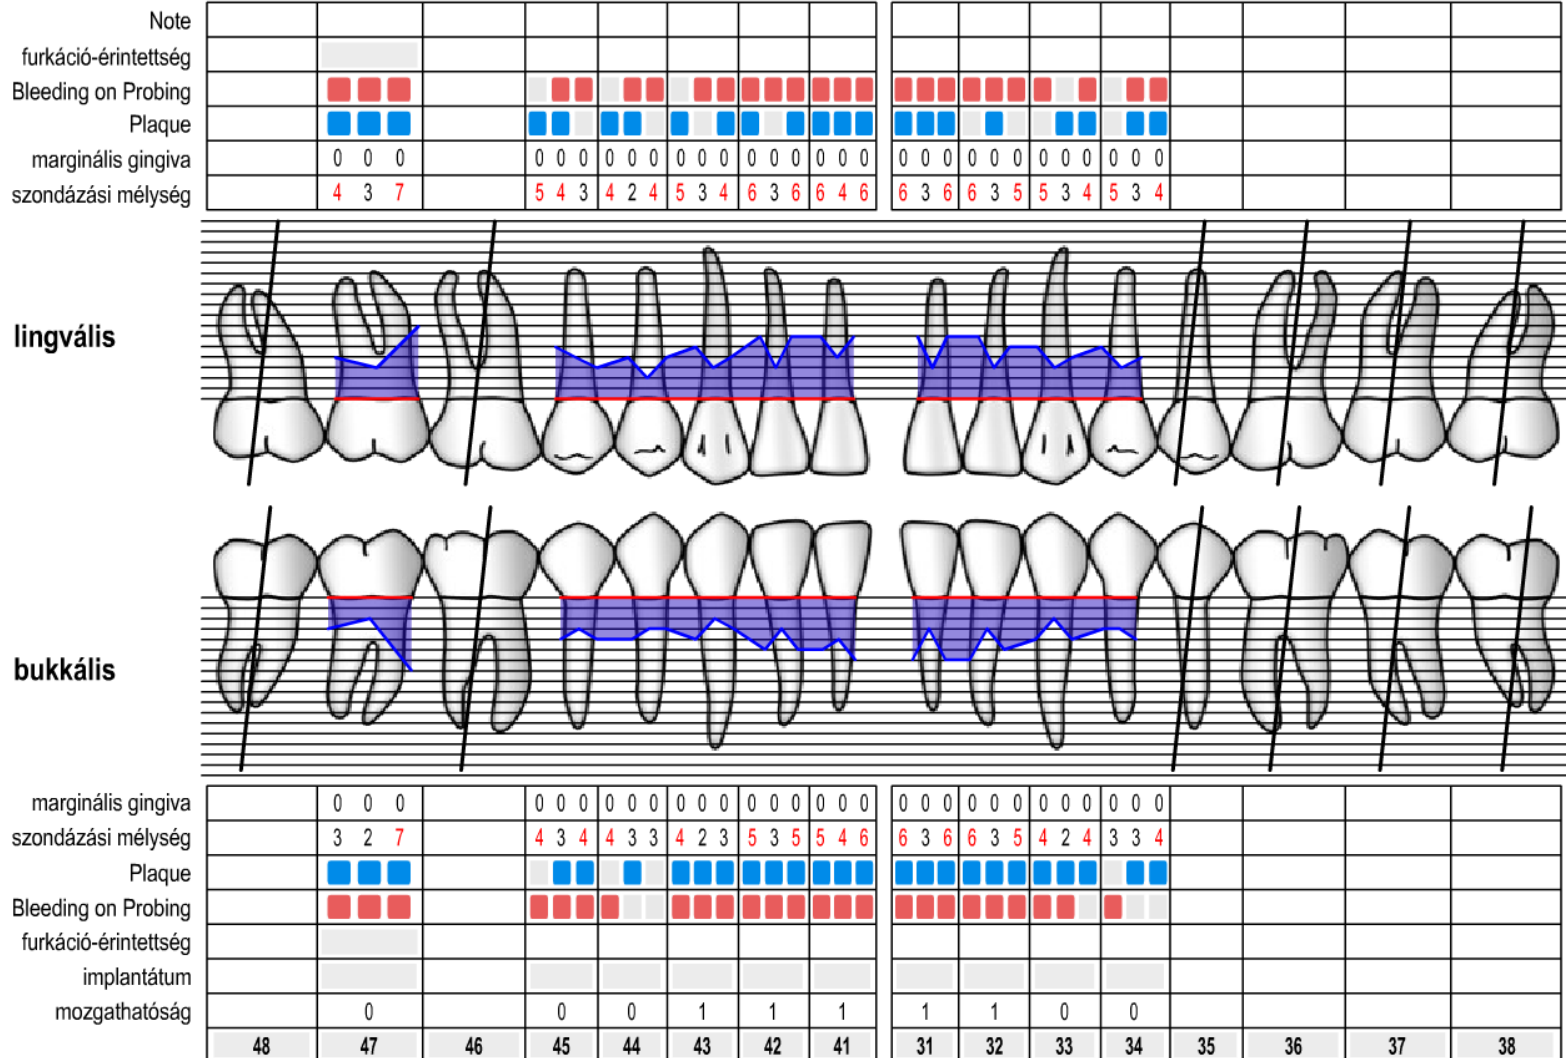 Note
furkáció-érintettség
Bleeding on Probing
Plaque
marginális gingiva 0 0 0 0 0 0 0 0 0 0 0 0 0 0 0 0 0 0 0 0 0 0 0 0 0 0 0 0 0 0
szondázási mélység 4 3 7 5 4 3 4 2 4 5 3 4 6 3 6 6 4 6 6 3 6 6 3 5 5 3 4 5 3 4
lingvális
bukkális
marginális gingiva 0 0 0 0 0 0 0 0 0 0 0 0 0 0 0 0 0 0 0 0 0 0 0 0 0 0 0 0 0 0
szondázási mélység 3 2 7 4 3 4 4 3 3 4 2 3 5 3 5 5 4 6 6 3 6 6 3 5 4 2 4 3 3 4
Plaque
Bleeding on Probing
furkáció-érintettség
implantátum
mozgathatóság 0 0 0 1 1 1 1 1 0 0
48 47 46 45 44 43 42 41 31 32 33 34 35 36 37 38